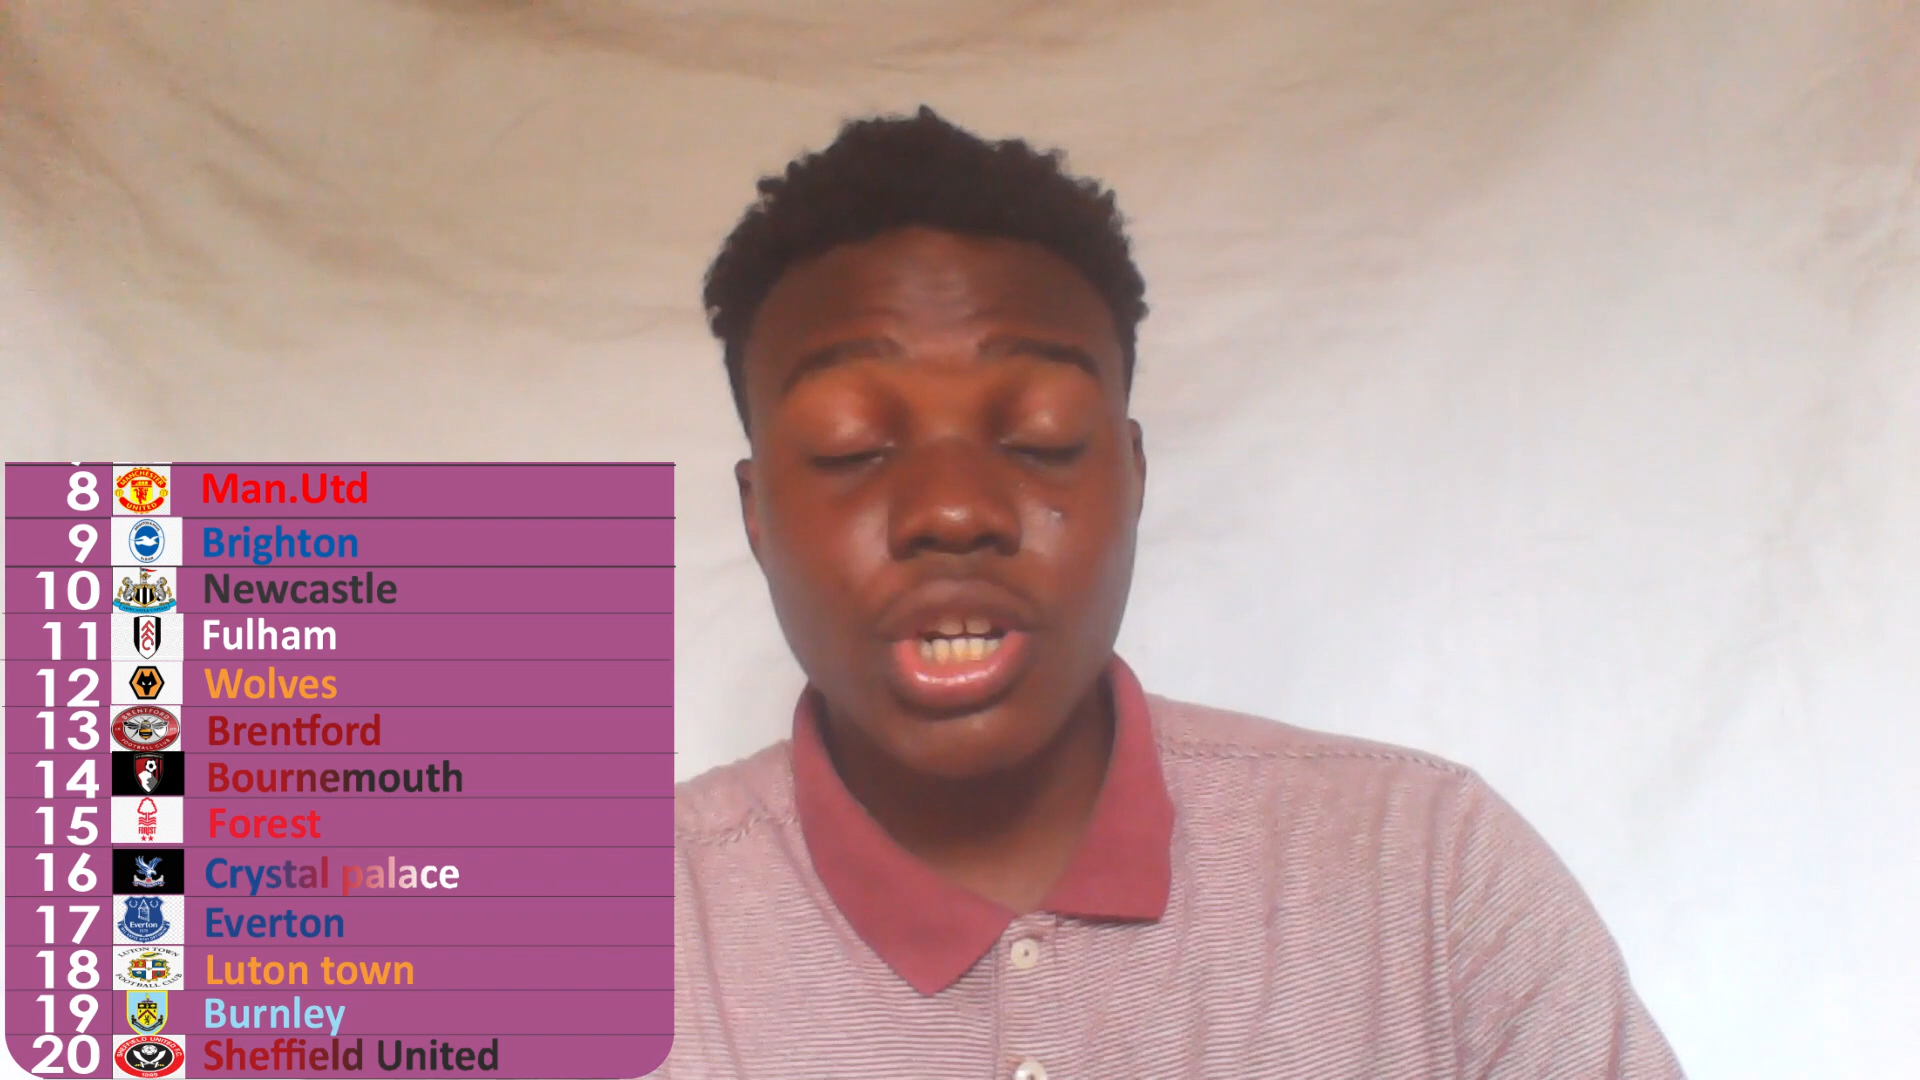 8 Man.Utd
9 Brighton
10 Newcastle
11 Fulham
12 Wolves
13 Brentford
14 Bournemouth
15 Forest
16 Crystal palace
17 Everton
18 Luton town
19 Burnley
20 Sheffield United